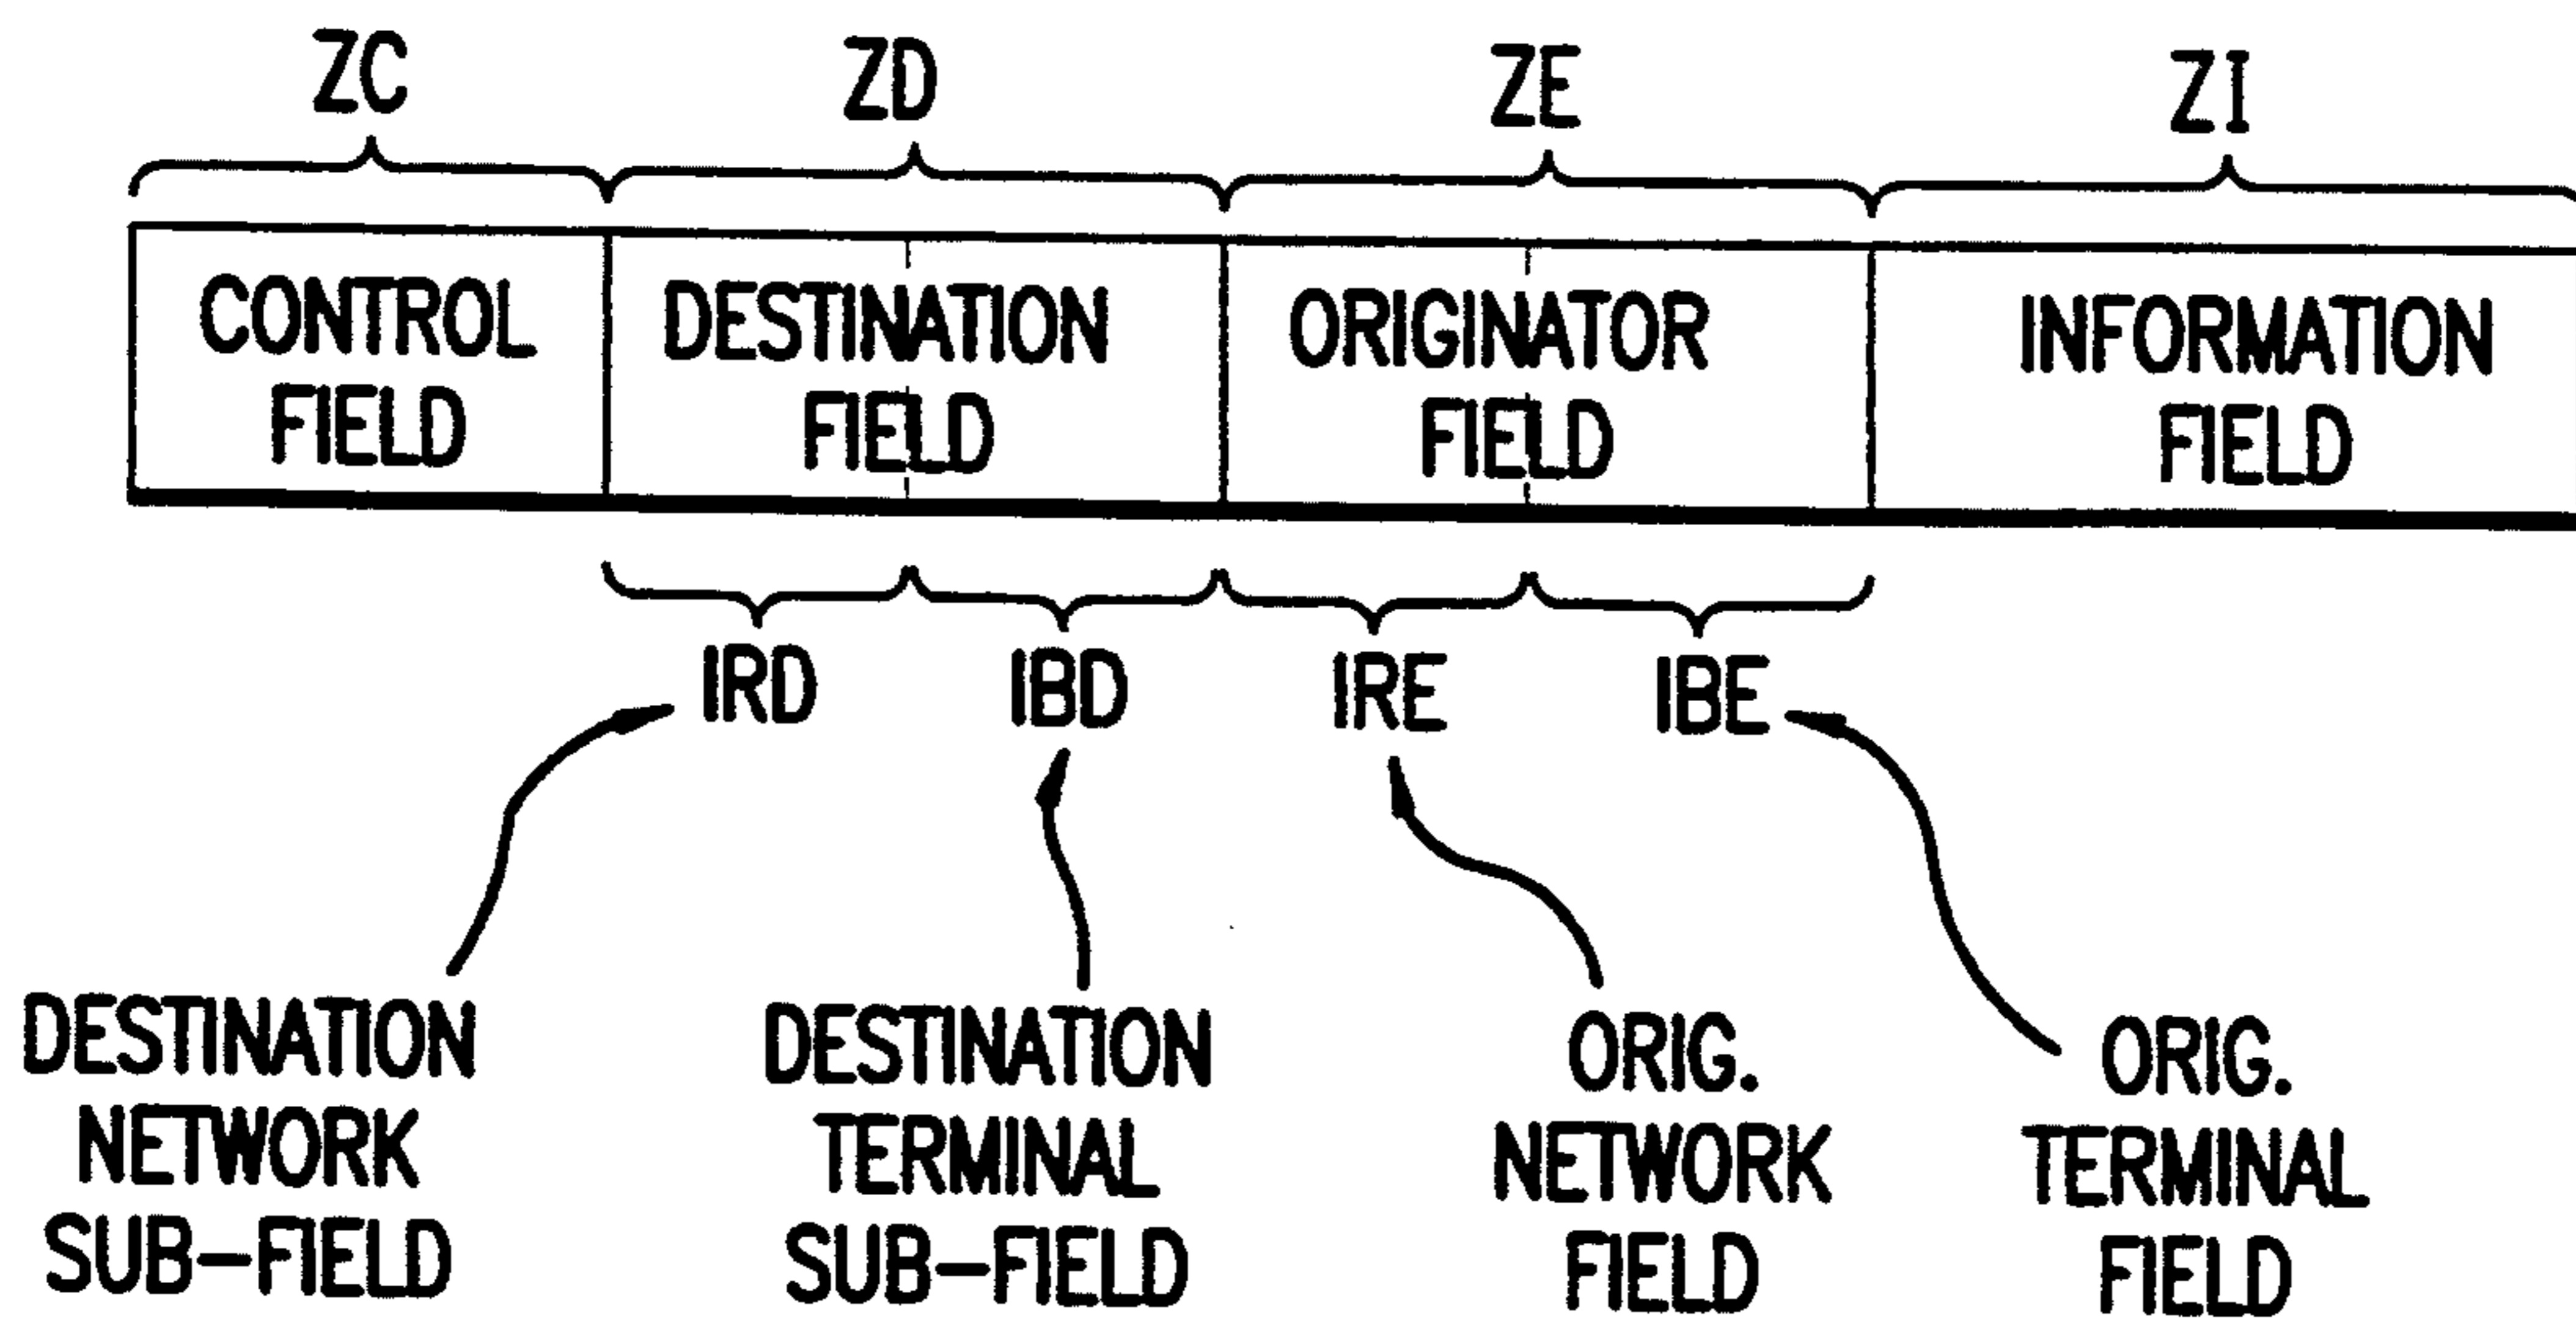 ZC ZD ZE ZI
CONTROL DESTINATION ORIGINATOR INFORMATION
FIELD FIELD FIELD FIELD
IRD IBD IRE IBE
DESTINATION
NETWORK
SUB-FIELD
DESTINATION
TERMINAL
SUB-FIELD
ORIG.
NETWORK
FIELD
ORIG.
TERMINAL
FIELD